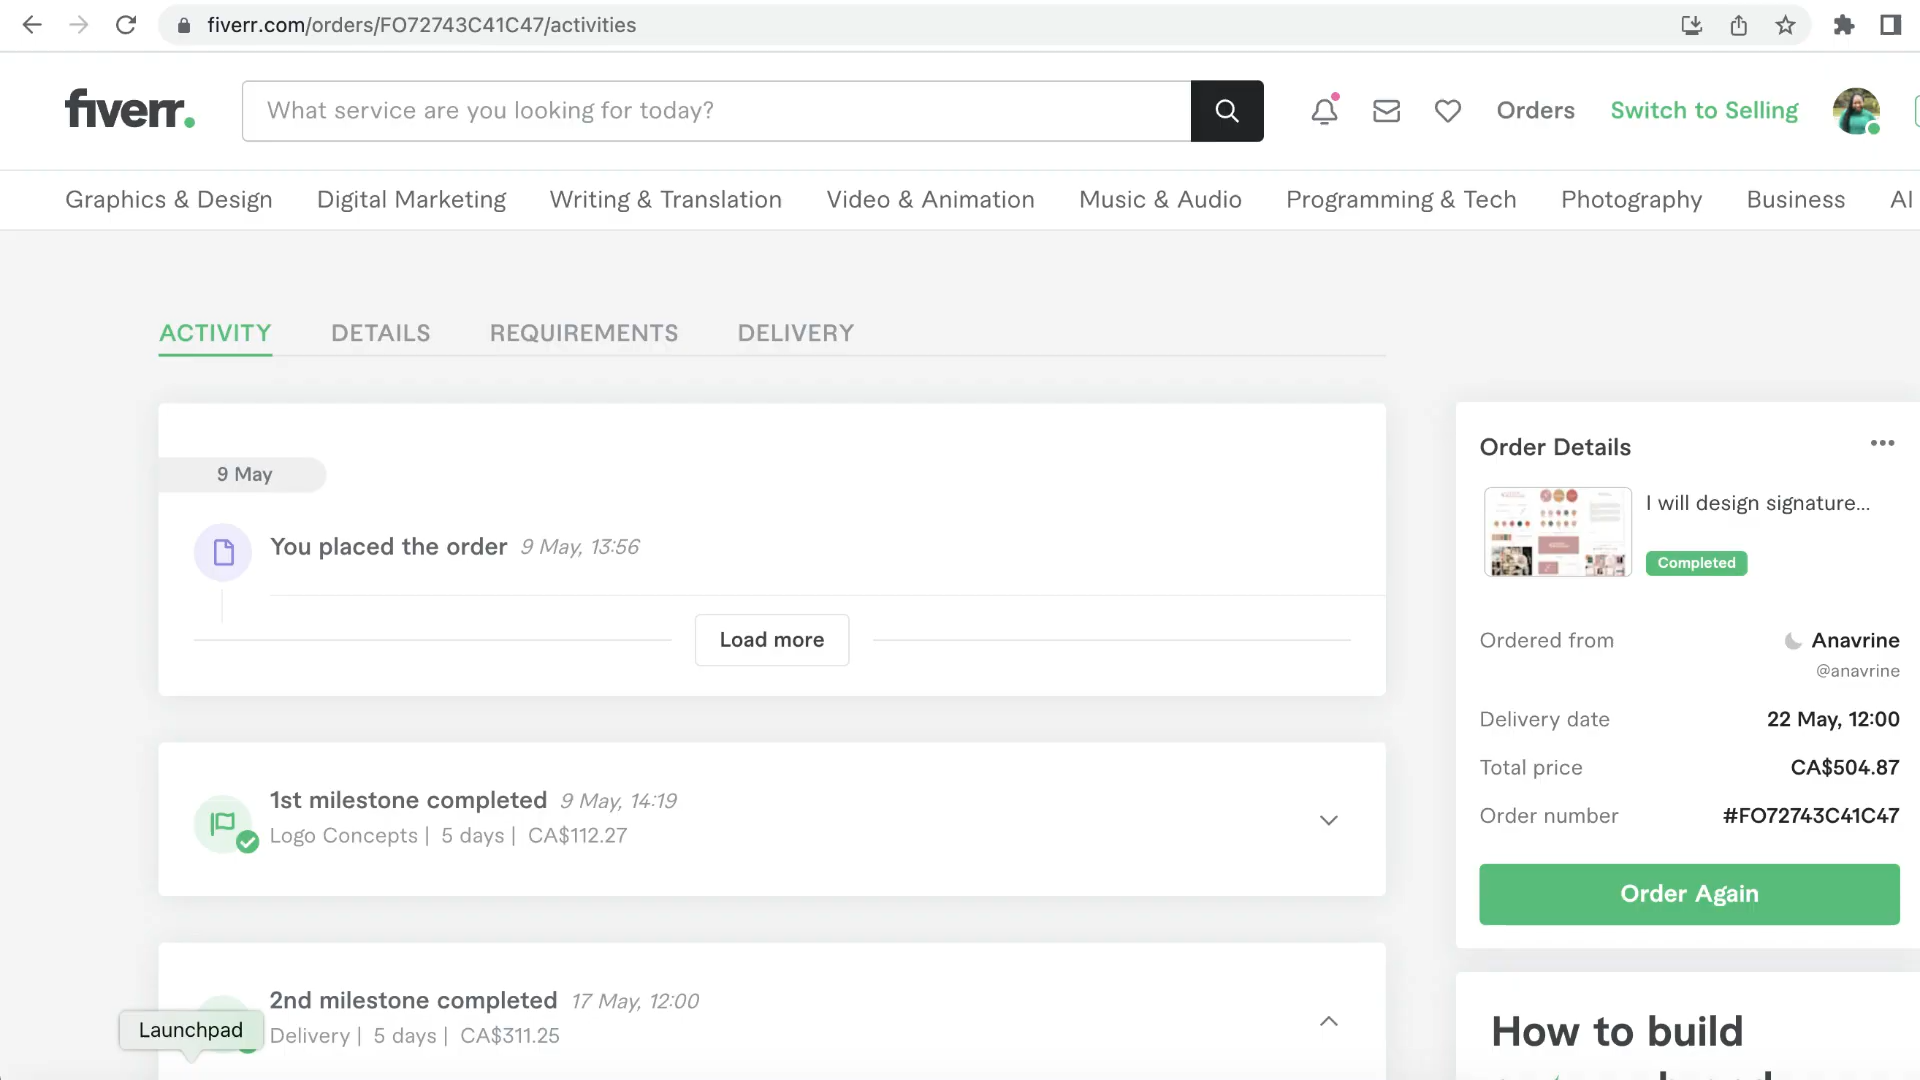 fiverr.com/orders/FO72743C41C47/activities
fiverr.
What service are you looking for today?
Orders
Switch to Selling
Graphics & Design
Digital Marketing
Writing & Translation
Video & Animation
Music & Audio
Programming & Tech
Photography
Business
AI
ACTIVITY
DETAILS
REQUIREMENTS
DELIVERY
9 May
You placed the order 9 May, 13:56
Load more
1st milestone completed 9 May, 14:19
Logo Concepts | 5 days | CA$112.27
2nd milestone completed 17 May, 12:00
Delivery | 5 days | CA$311.25
Launchpad
Order Details
I will design signature...
Completed
Ordered from Anavrine
@anavrine
Delivery date 22 May, 12:00
Total price CA$504.87
Order number #FO72743C41C47
Order Again
How to build